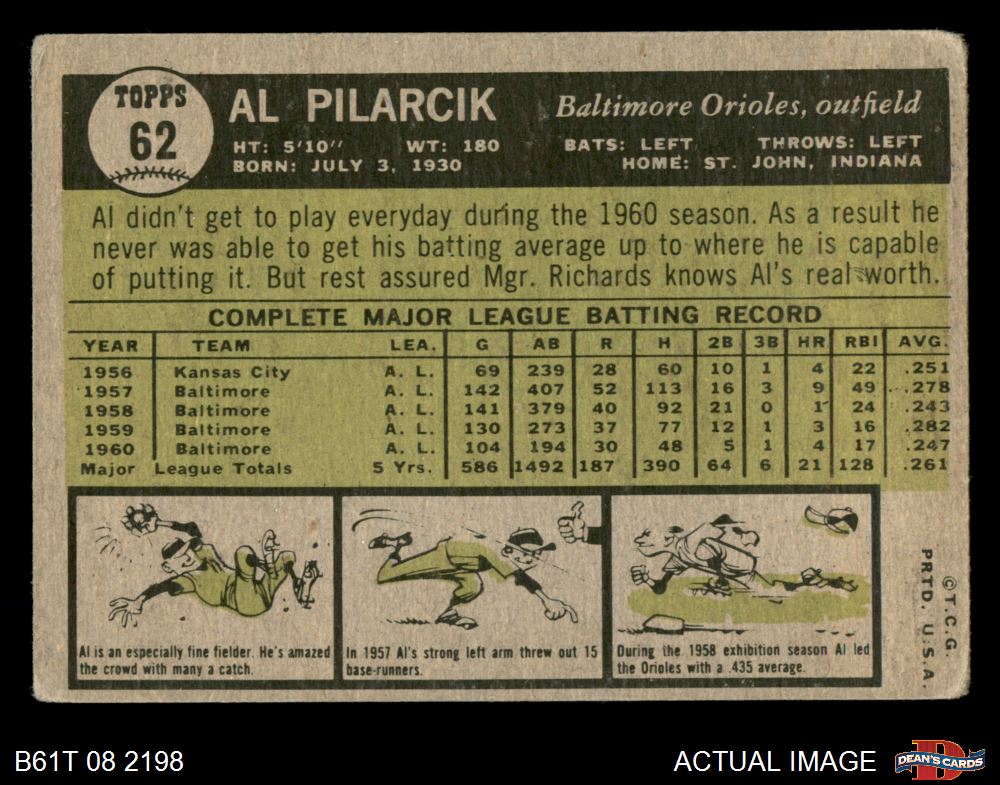 TOPPS
62
AL PILARCIK
Baltimore Orioles, outfield
HT: 5'10" WT: 180 BATS: LEFT THROWS: LEFT
BORN: JULY 3, 1930 HOME: ST. JOHN, INDIANA
Al didn't get to play everyday during the 1960 season. As a result he
never was able to get his batting average up to where he is capable
of putting it. But rest assured Mgr. Richards knows Al's real worth.
COMPLETE MAJOR LEAGUE BATTING RECORD
YEAR TEAM LEA. G AB R H 2B 3B HR RBI AVG.
1956 Kansas City A. L. 69 239 28 60 10 1 4 22 .251
1957 Baltimore A. L. 142 407 52 113 16 3 9 49 .278
1958 Baltimore A. L. 141 379 40 92 21 0 1 24 .243
1959 Baltimore A. L. 130 273 37 77 12 1 3 16 .282
1960 Baltimore A. L. 104 194 30 48 5 1 4 17 .247
Major League Totals 5 Yrs. 586 1492 187 390 64 6 21 128 .261
Al is an especially fine fielder. He's amazed
the crowd with many a catch.
In 1957 Al's strong left arm threw out 15
base-runners.
During the 1958 exhibition season Al led
the Orioles with a .435 average.
©T.C.G.
PRTD. U.S.A.
B61T 08 2198
ACTUAL IMAGE
DEAN'S CARDS